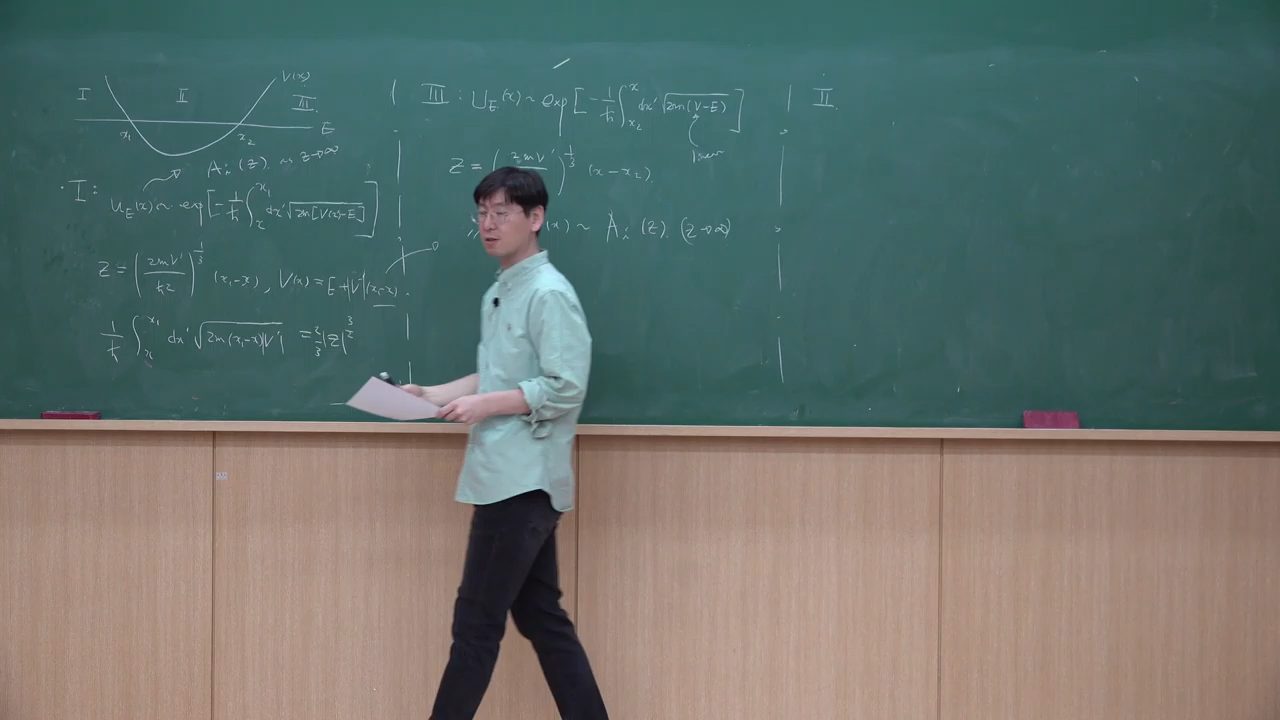 I II III V(x)
x₁ x₂ E
Ai(z) as z→∞
· I : u_E(x) ~ exp[-1/ħ ∫_x^{x₁} dx' √(2m[V(x)-E])]
z = (2mV'/ħ²)^{1/3} (x₁-x), V(x) = E+|V'|(x₁-x).
1/ħ ∫_x^{x₁} dx' √(2m(x₁-x)|V'|) = 2/3 |z|^{3/2}
III : U_E(x) ~ exp[-1/ħ ∫_{x₂}^x dx' √(2m(V-E))]
linear
z = (2mV'/)^{1/3} (x-x₂).
(x) ~ Ai(z). (z→∞)
II